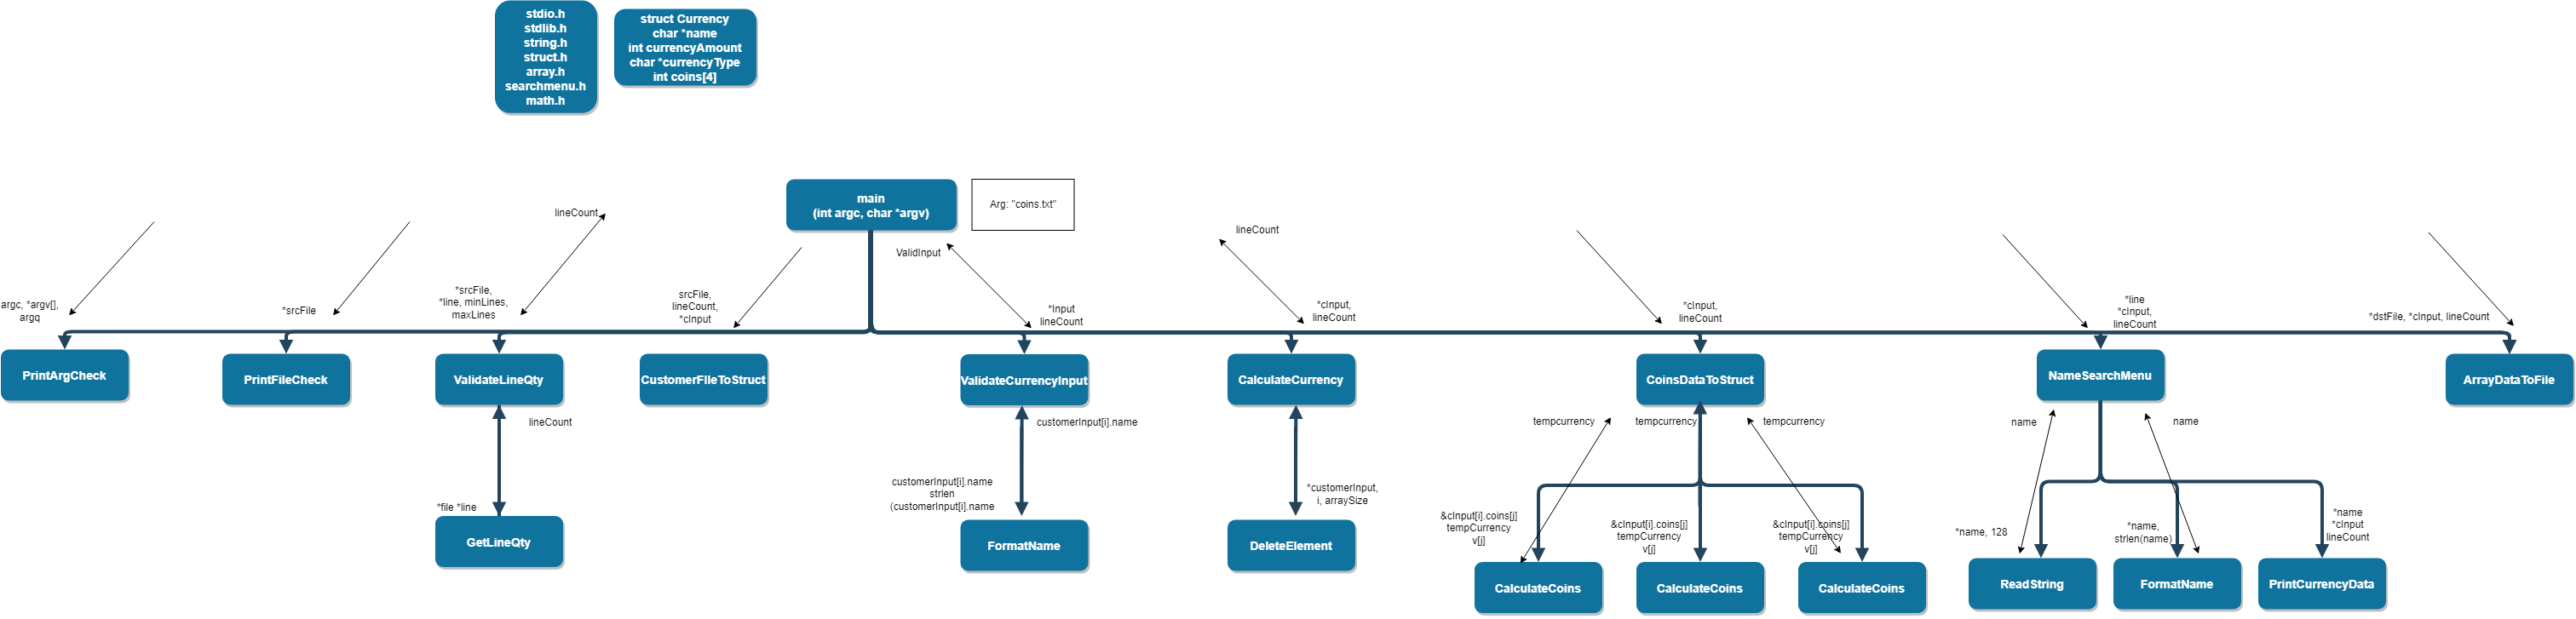 stdio.h
stdlib.h
string.h
struct.h
array.h
searchmenu.h
math.h
struct Currency
char *name
int currencyAmount
char *currencyType
int coins[4]
main
(int argc, char *argv)
Arg: "coins.txt"
lineCount
ValidInput
lineCount
argc, *argv[],
argq
*srcFile
*srcFile,
*line, minLines,
maxLines
srcFile,
lineCount,
*cInput
*Input
lineCount
*cInput,
lineCount
*cInput,
lineCount
*line
*cInput,
lineCount
*dstFile, *cInput, lineCount
PrintArgCheck
PrintFileCheck
ValidateLineQty
CustomerFIleToStruct
ValidateCurrencyInput
CalculateCurrency
CoinsDataToStruct
NameSearchMenu
ArrayDataToFile
lineCount
customerInput[i].name
tempcurrency
tempcurrency
tempcurrency
name
name
*file *line
customerInput[i].name
strlen
(customerInput[i].name
*customerInput,
i, arraySize
&cInput[i].coins[j]
tempCurrency
v[j]
&cInput[i].coins[j]
tempCurrency
v[j]
&cInput[i].coins[j]
tempCurrency
v[j]
*name, 128
*name,
strlen(name)
*name
*cInput
lineCount
GetLineQty
FormatName
DeleteElement
CalculateCoins
CalculateCoins
CalculateCoins
ReadString
FormatName
PrintCurrencyData